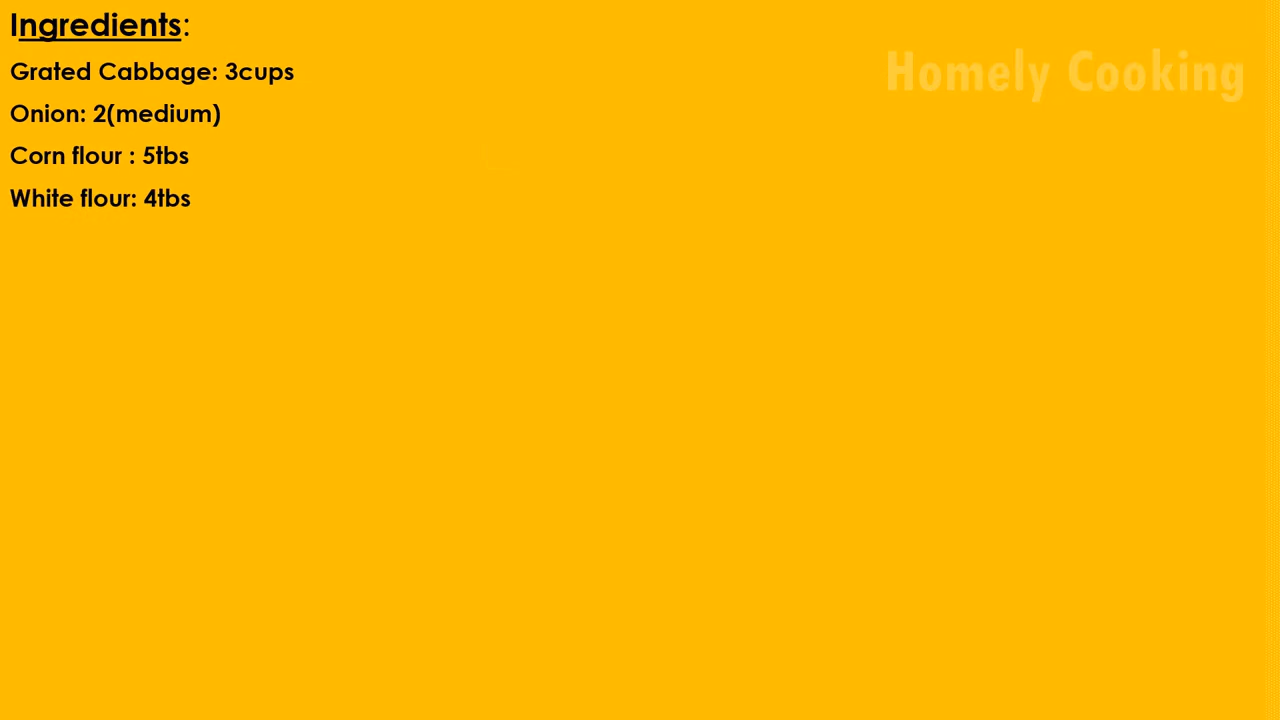 Ingredients:
Homely Cooking
Grated Cabbage: 3cups
Onion: 2(medium)
Corn flour : 5tbs
White flour: 4tbs